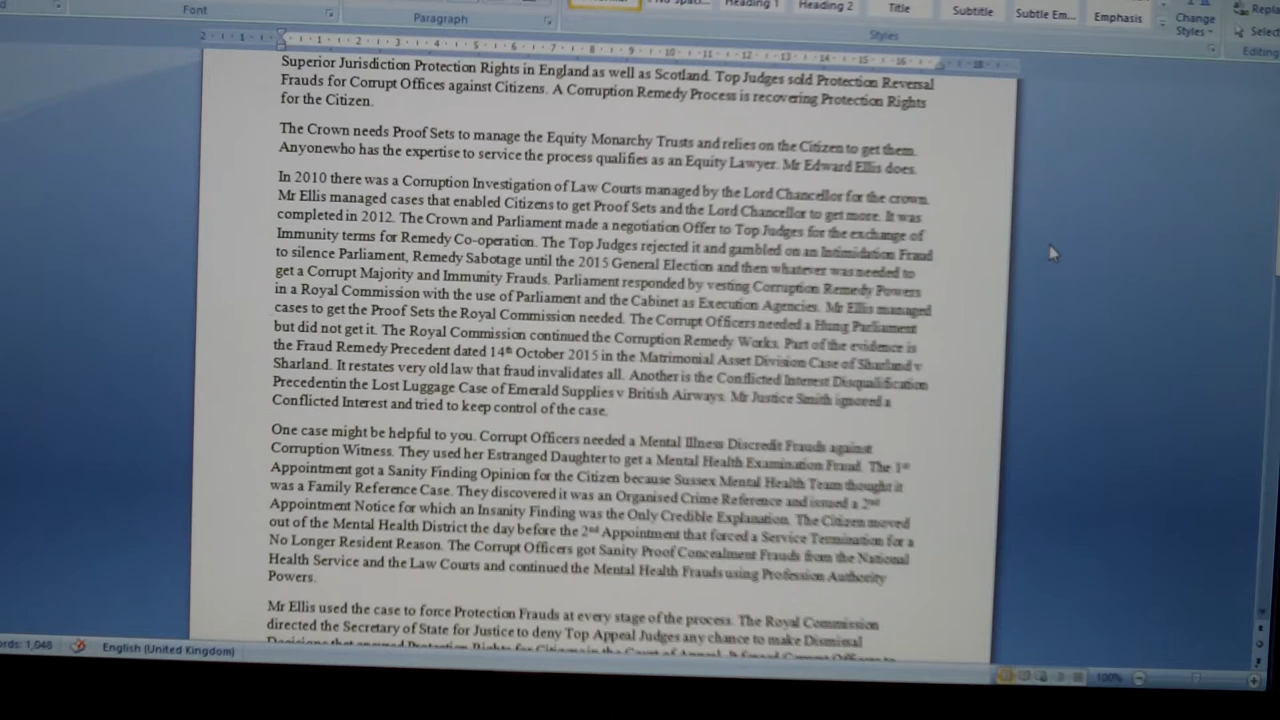 Font
Paragraph
Heading 1
Heading 2
Title
Subtitle
Subtle Em...
Emphasis
Change
Styles
Styles
Editing
Superior Jurisdiction Protection Rights in England as well as Scotland. Top Judges sold Protection Reversal
Frauds for Corrupt Offices against Citizens. A Corruption Remedy Process is recovering Protection Rights
for the Citizen.
The Crown needs Proof Sets to manage the Equity Monarchy Trusts and relies on the Citizen to get them.
Anyonewho has the expertise to service the process qualifies as an Equity Lawyer. Mr Edward Ellis does.
In 2010 there was a Corruption Investigation of Law Courts managed by the Lord Chancellor for the crown.
Mr Ellis managed cases that enabled Citizens to get Proof Sets and the Lord Chancellor to get more. It was
completed in 2012. The Crown and Parliament made a negotiation Offer to Top Judges for the exchange of
Immunity terms for Remedy Co-operation. The Top Judges rejected it and gambled on an Intimidation Fraud
to silence Parliament, Remedy Sabotage until the 2015 General Election and then whatever was needed to
get a Corrupt Majority and Immunity Frauds. Parliament responded by vesting Corruption Remedy Powers
in a Royal Commission with the use of Parliament and the Cabinet as Execution Agencies. Mr Ellis managed
cases to get the Proof Sets the Royal Commission needed. The Corrupt Officers needed a Hung Parliament
but did not get it. The Royal Commission continued the Corruption Remedy Works. Part of the evidence is
the Fraud Remedy Precedent dated 14th October 2015 in the Matrimonial Asset Division Case of Sharland v
Sharland. It restates very old law that fraud invalidates all. Another is the Conflicted Interest Disqualification
Precedentin the Lost Luggage Case of Emerald Supplies v British Airways. Mr Justice Smith ignored a
Conflicted Interest and tried to keep control of the case.
One case might be helpful to you. Corrupt Officers needed a Mental Illness Discredit Frauds against
Corruption Witness. They used her Estranged Daughter to get a Mental Health Examination Fraud. The 1st
Appointment got a Sanity Finding Opinion for the Citizen because Sussex Mental Health Team thought it
was a Family Reference Case. They discovered it was an Organised Crime Reference and issued a 2nd
Appointment Notice for which an Insanity Finding was the Only Credible Explanation. The Citizen moved
out of the Mental Health District the day before the 2nd Appointment that forced a Service Termination for a
No Longer Resident Reason. The Corrupt Officers got Sanity Proof Concealment Frauds from the National
Health Service and the Law Courts and continued the Mental Health Frauds using Profession Authority
Powers.
Mr Ellis used the case to force Protection Frauds at every stage of the process. The Royal Commission
directed the Secretary of State for Justice to deny Top Appeal Judges any chance to make Dismissal
English (United Kingdom)
100%